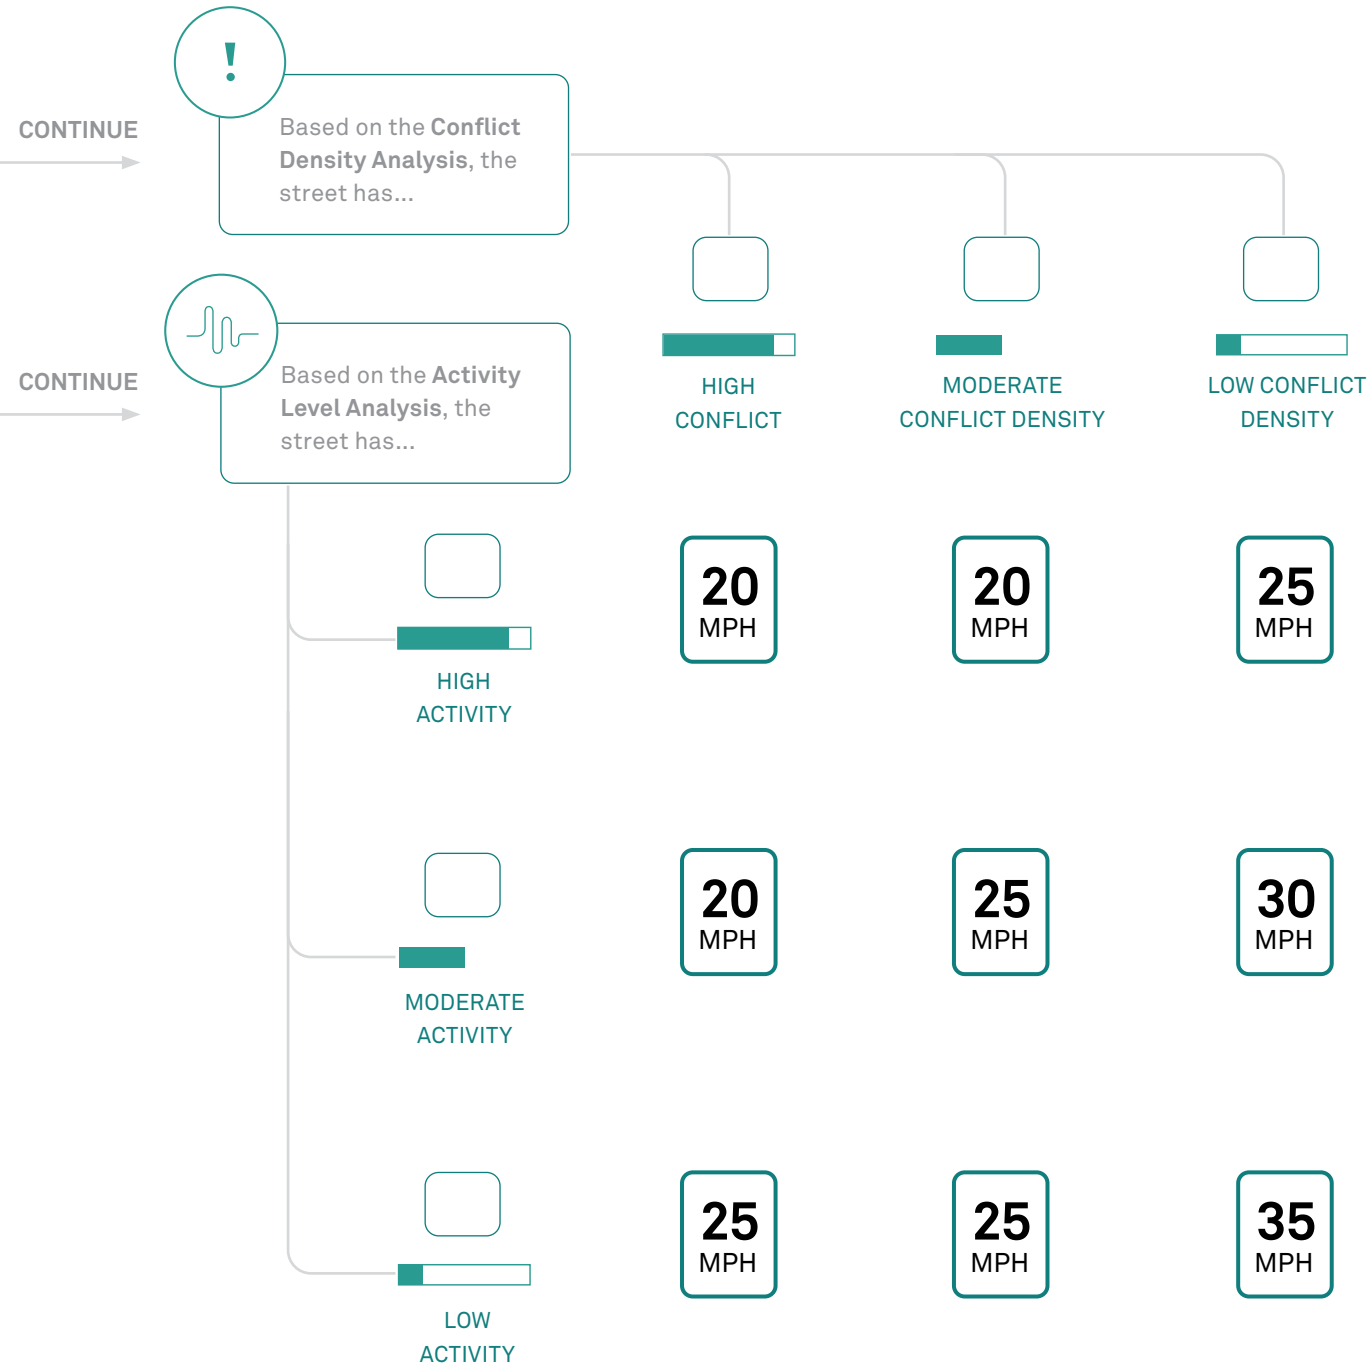 !
CONTINUE
Based on the Conflict
Density Analysis, the
street has...
CONTINUE
Based on the Activity
Level Analysis, the
street has...
HIGH
CONFLICT
MODERATE
CONFLICT DENSITY
LOW CONFLICT
DENSITY
HIGH
ACTIVITY
20
MPH
20
MPH
25
MPH
MODERATE
ACTIVITY
20
MPH
25
MPH
30
MPH
LOW
ACTIVITY
25
MPH
25
MPH
35
MPH